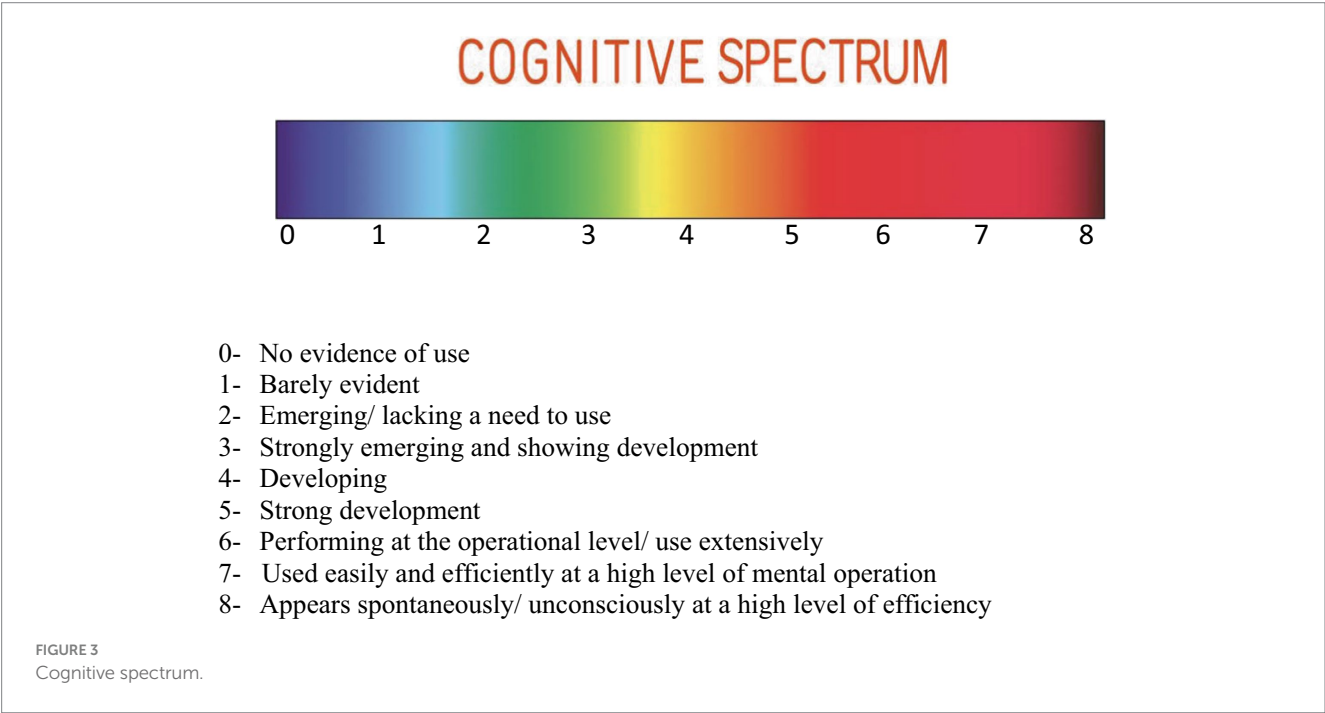 COGNITIVE SPECTRUM
0 1 2 3 4 5 6 7 8
0- No evidence of use
1- Barely evident
2- Emerging/ lacking a need to use
3- Strongly emerging and showing development
4- Developing
5- Strong development
6- Performing at the operational level/ use extensively
7- Used easily and efficiently at a high level of mental operation
8- Appears spontaneously/ unconsciously at a high level of efficiency
FIGURE 3
Cognitive spectrum.